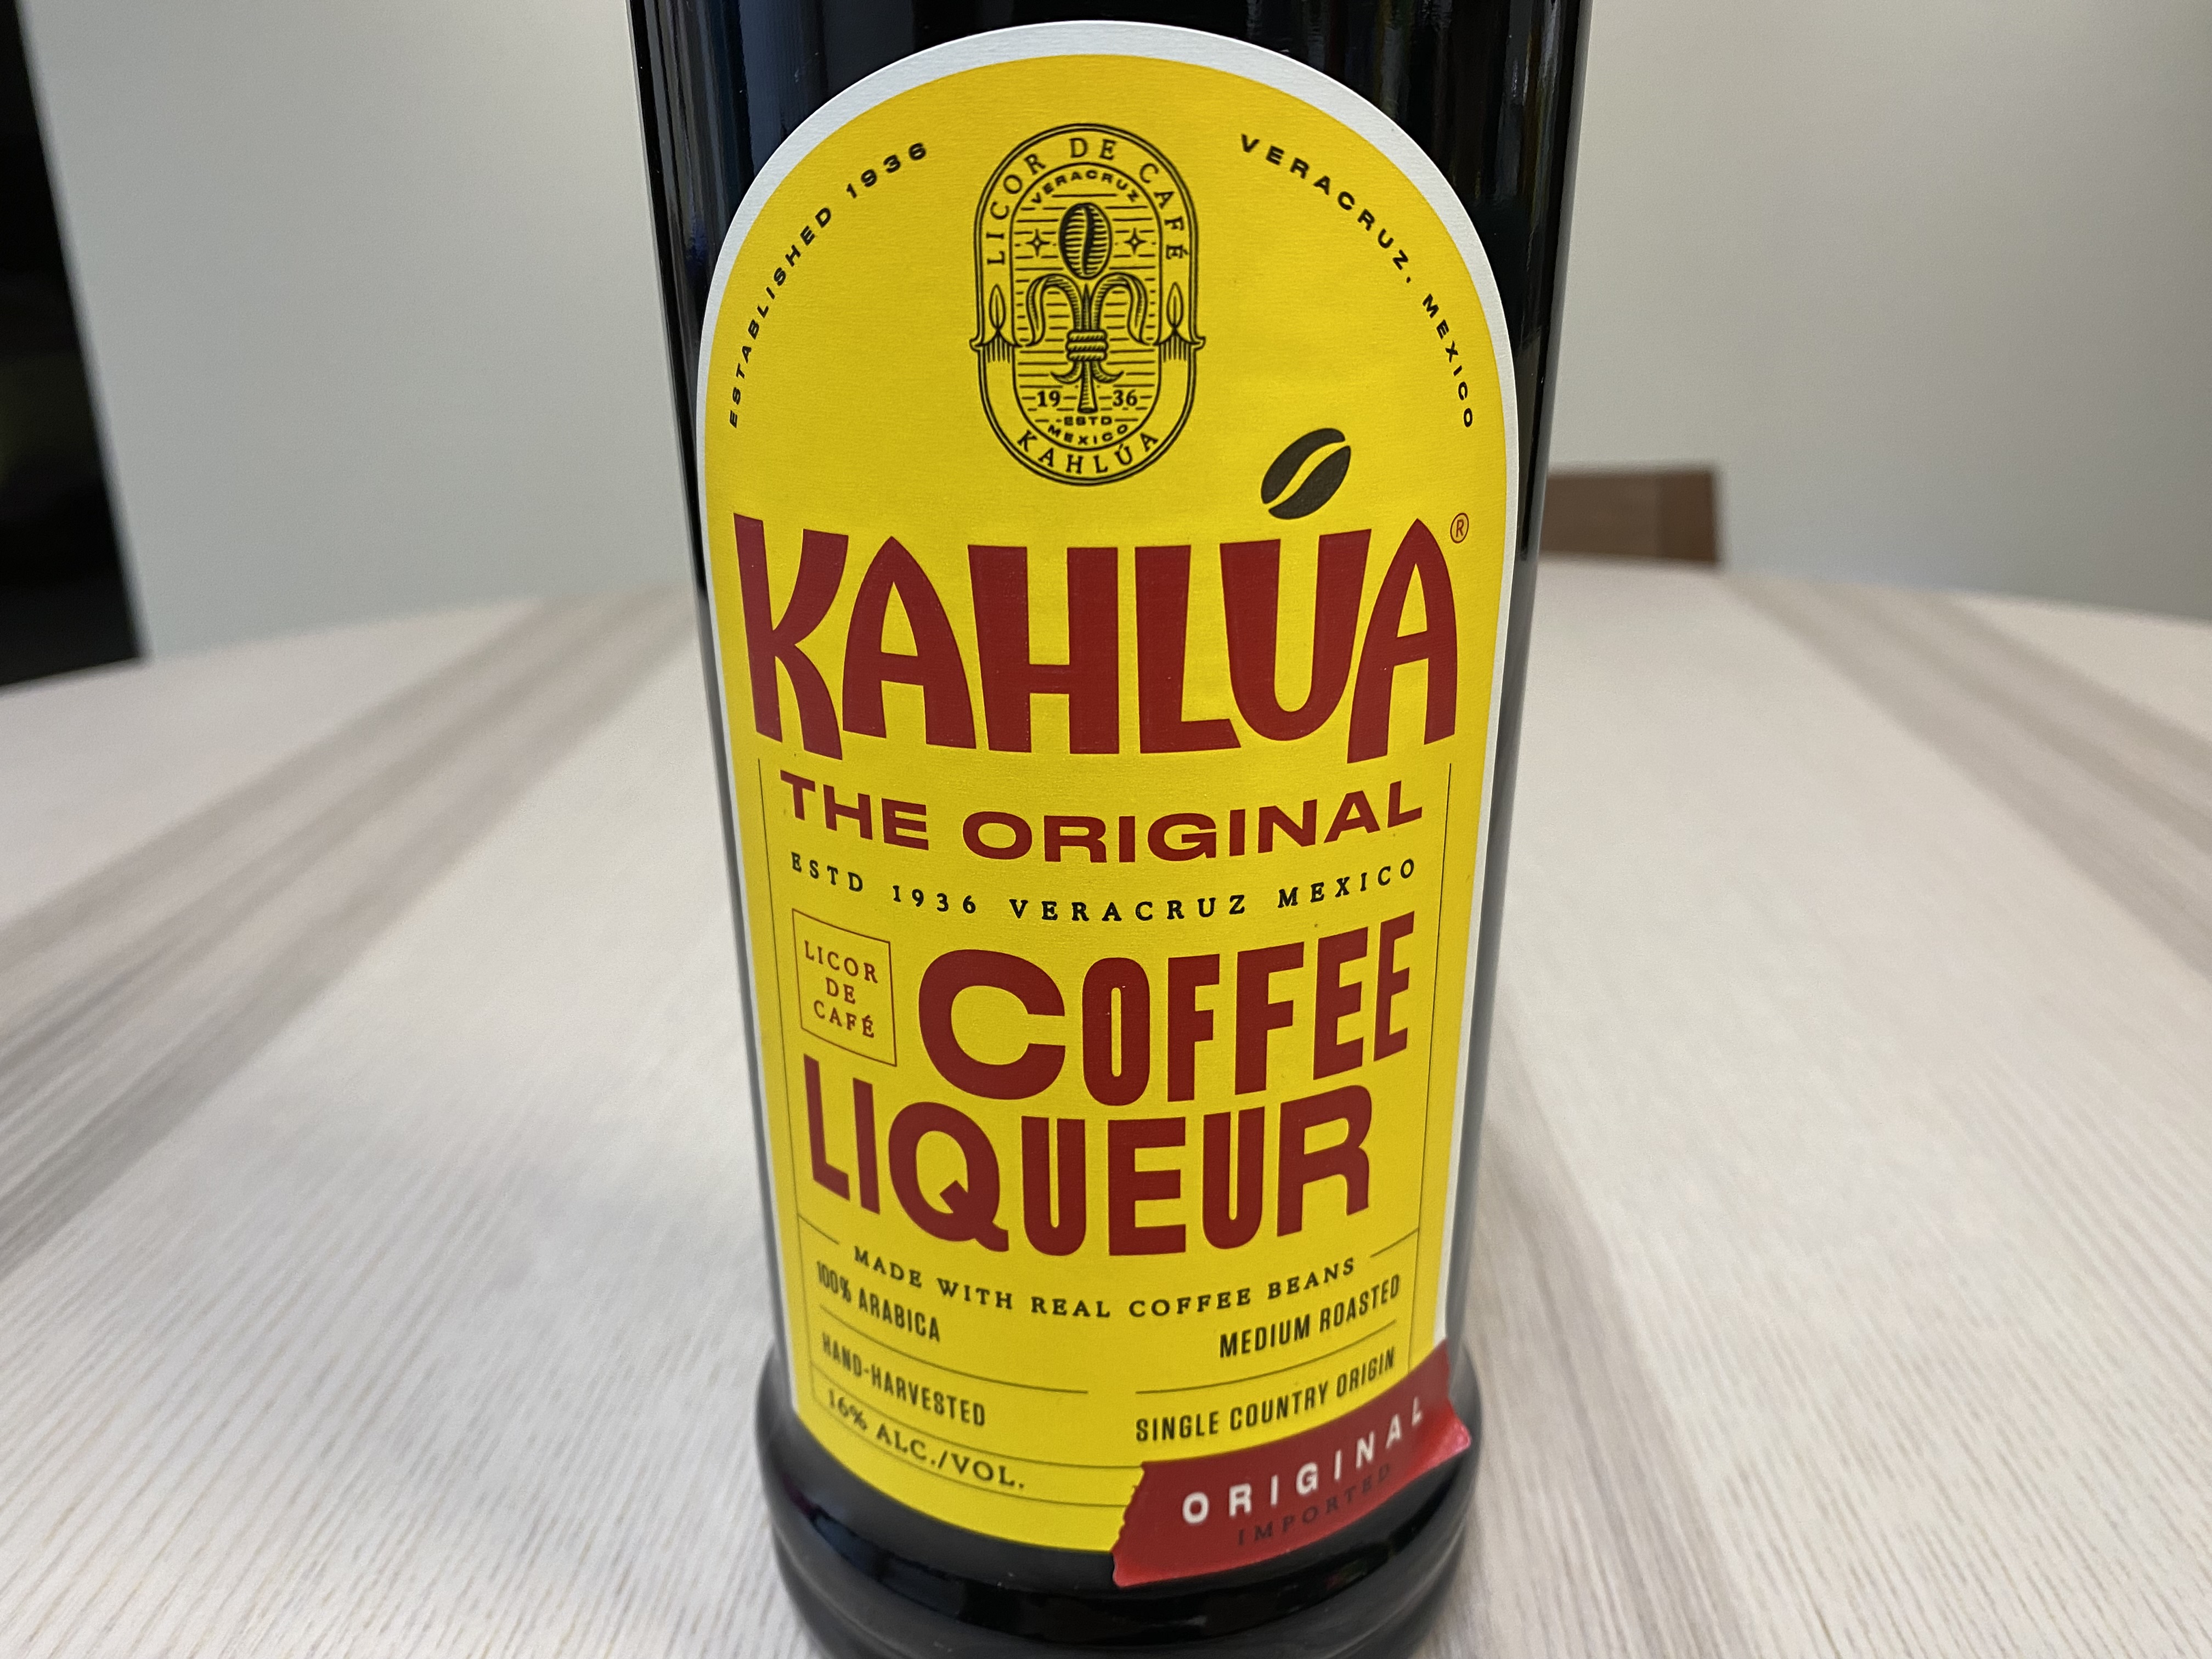 ESTABLISHED 1936
VERACRUZ, MEXICO
LICOR DE CAFÉ
VERACRUZ
19 36
ESTD
MEXICO
KAHLÚA
KAHLÚA®
THE ORIGINAL
ESTD 1936 VERACRUZ MEXICO
LICOR
DE
CAFÉ
COFFEE
LIQUEUR
MADE WITH REAL COFFEE BEANS
100% ARABICA
MEDIUM ROASTED
HAND-HARVESTED
SINGLE COUNTRY ORIGIN
16% ALC./VOL.
ORIGINAL
IMPORTED